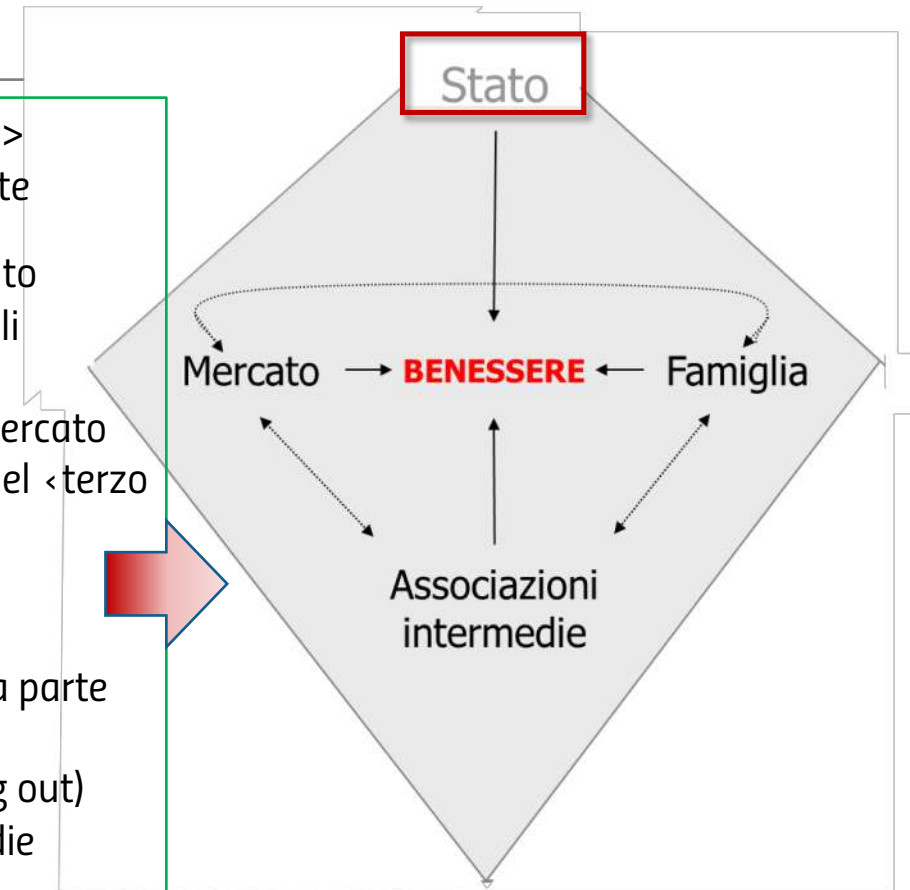 >
te
to
li
ercato
el ‹terzo
a parte
g out)
die
Stato
Mercato
BENESSERE
Famiglia
Associazioni
intermedie